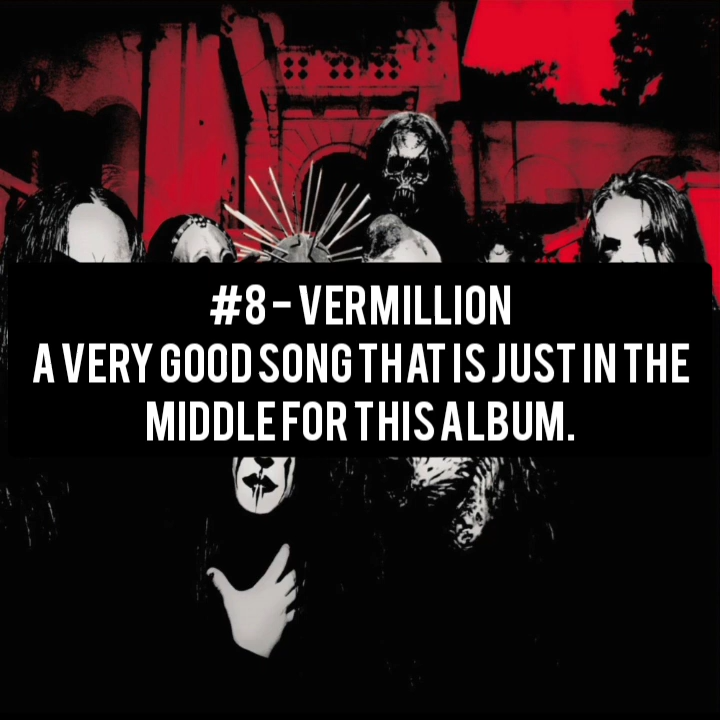 #8 - VERMILLION
A VERY GOOD SONG THAT IS JUST IN THE
MIDDLE FOR THIS ALBUM.